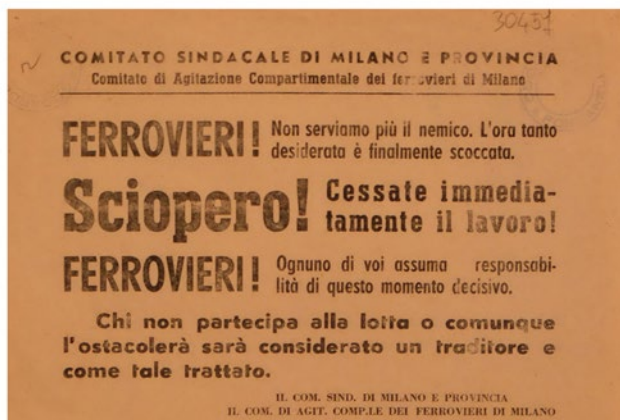 30457
COMITATO SINDACALE DI MILANO E PROVINCIA
Comitato di Agitazione Compartimentale dei ferrovieri di Milano
FERROVIERI! Non serviamo più il nemico. L'ora tanto
desiderata è finalmente scoccata.
Sciopero! Cessate immedia-
tamente il lavoro!
FERROVIERI! Ognuno di voi assuma responsabi-
lità di questo momento decisivo.
Chi non partecipa alla lotta o comunque
l'ostacolerà sarà considerato un traditore e
come tale trattato.
IL COM. SIND. DI MILANO E PROVINCIA
IL COM. DI AGIT. COMP.LE DEI FERROVIERI DI MILANO